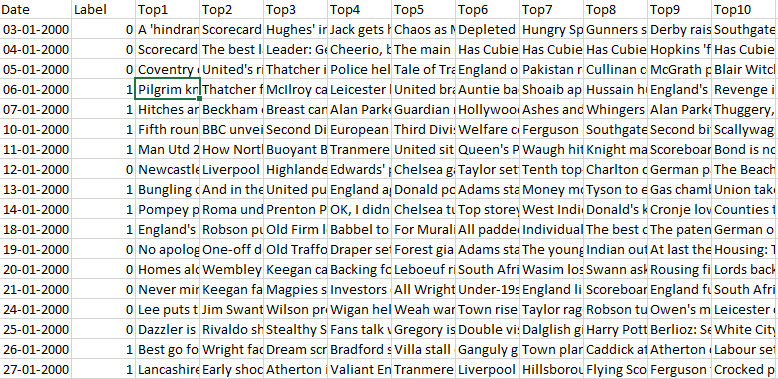 Date Label Top1 Top2 Top3 Top4 Top5 Top6 Top7 Top8 Top9 Top10
03-01-2000 0 A 'hindran Scorecard Hughes' in Jack gets h Chaos as M Depleted Hungry Sp Gunners s Derby rais Southgate
04-01-2000 0 Scorecard The best l Leader: Ge Cheerio, b The main Has Cubie Has Cubie Has Cubie Hopkins 'f Has Cubie
05-01-2000 0 Coventry United's ri Thatcher i Police hel Tale of Tra England o Pakistan r Cullinan c McGrath p Blair Witc
06-01-2000 1 Pilgrim kn Thatcher f McIlroy ca Leicester United bra Auntie ba Shoaib ap Hussain h England's Revenge i
07-01-2000 1 Hitches ar Beckham Breast can Alan Parke Guardian Hollywoo Ashes and Whingers Alan Parke Thuggery,
10-01-2000 1 Fifth roun BBC unvei Second Di European Third Divi Welfare c Ferguson Southgate Second bi Scallywag
11-01-2000 1 Man Utd 2 How Nort Buoyant B Tranmere United sit Queen's P Waugh hit Knight ma Scoreboar Bond is no
12-01-2000 0 Newcastle Liverpool Highlande Edwards' Chelsea g Taylor set Tenth top Charlton c German p The Beach
13-01-2000 1 Bungling And in the United pu England a Donald po Adams sta Money m Tyson to e Gas chamb Union take
14-01-2000 1 Pompey p Roma und Prenton P OK, I didn Chelsea tu Top storey West Indi Donald's k Cronje lov Counties t
18-01-2000 1 England's Robson pu Old Firm l Babbel to For Murali All padde Individual The best c The paten German o
19-01-2000 0 No apolog One-off d Old Traffo Draper set Forest gia Adams sta The young Indian out At last the Housing: T
20-01-2000 0 Homes al Wembley Keegan ca Backing fo Leboeuf ri South Afri Wasim los Swann ask Rousing fi Lords back
21-01-2000 0 Never min Keegan fa Magpies s Investors All Wright Under-19s England li Scoreboar England fu South Afri
24-01-2000 0 Lee puts t Jim Swant Wilson pr Wigan hel Weah war Town rise Taylor rag Robson tu Owen's m Leicester
25-01-2000 0 Dazzler is Rivaldo sh Stealthy S Fans talk Gregory is Double vis Dalglish gi Harry Pott Berlioz: Se White City
26-01-2000 1 Best go fo Wright fac Dream scr Bradford s Villa stall Ganguly g Town plar Caddick at Atherton Labour set
27-01-2000 1 Lancashire Early shoc Atherton i Valiant En Tranmere Liverpool Hillsborou Flying Sco Ferguson Crocked p